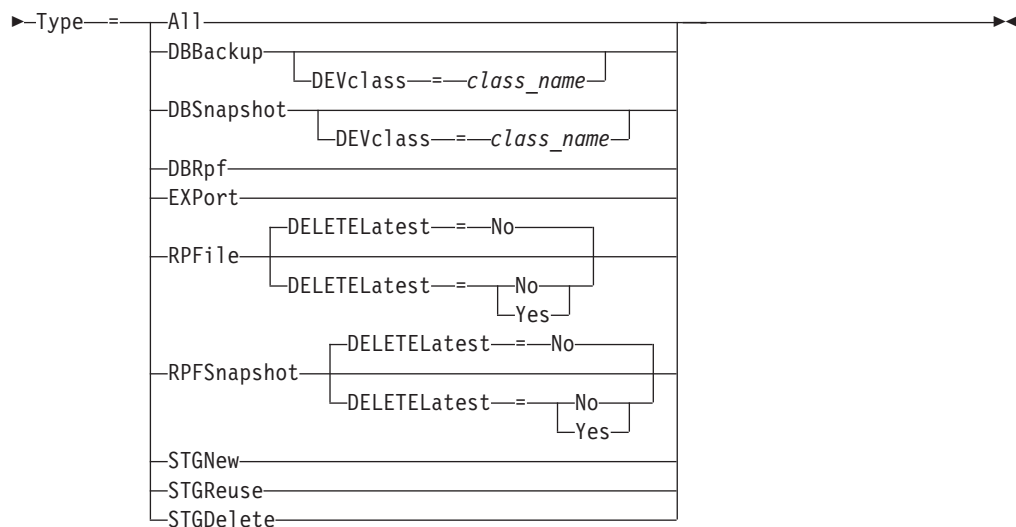 Type = All
DBBackup
DEVclass = class_name
DBSnapshot
DEVclass = class_name
DBRpf
EXPort
DELETELatest = No
RPFile
DELETELatest = No
Yes
DELETELatest = No
RPFSnapshot
DELETELatest = No
Yes
STGNew
STGReuse
STGDelete